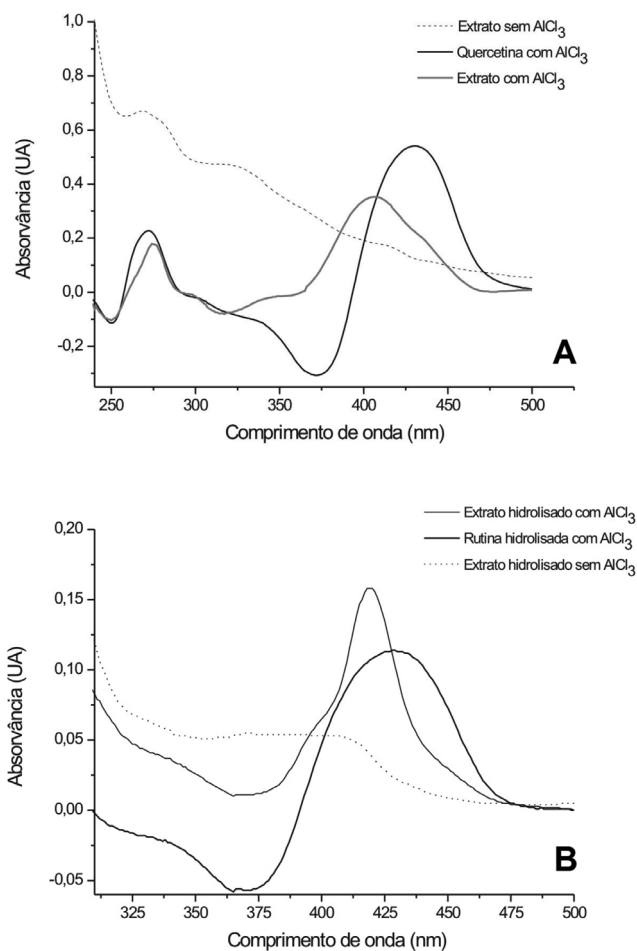 Extrato sem AlCl3
Quercetina com AlCl3
Extrato com AlCl3
Absorvância (UA)
1,0
0,8
0,6
0,4
0,2
0,0
-0,2
A
250
300
350
400
450
500
Comprimento de onda (nm)
Extrato hidrolisado com AlCl3
Rutina hidrolisada com AlCl3
Extrato hidrolisado sem AlCl3
Absorvância (UA)
0,20
0,15
0,10
0,05
0,00
-0,05
B
325
350
375
400
425
450
475
500
Comprimento de onda (nm)